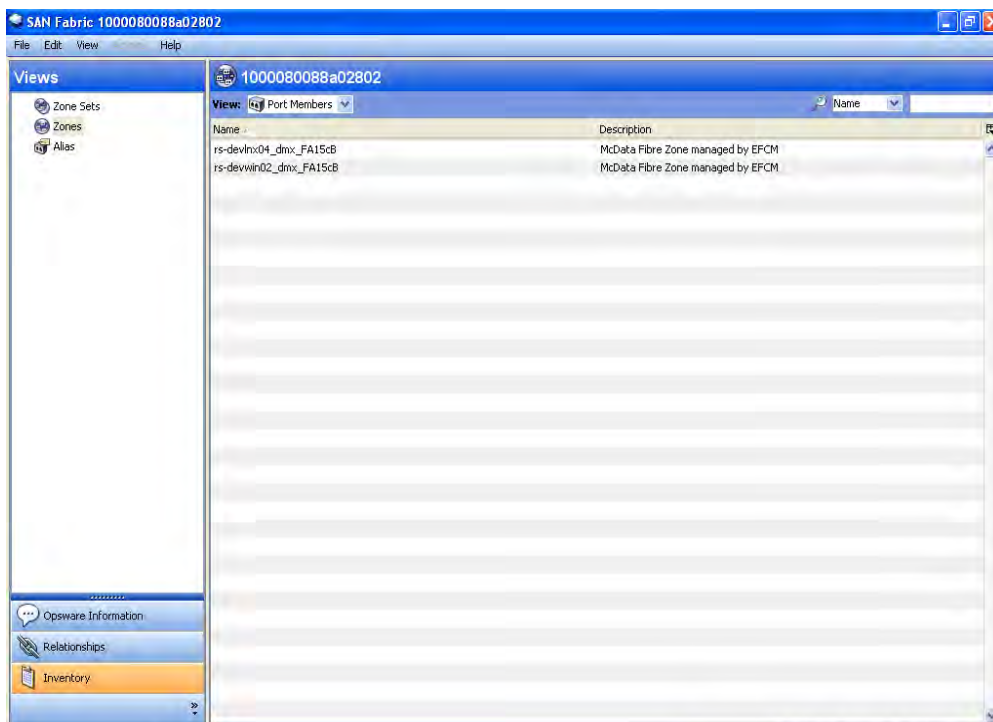 SAN Fabric 1000080088a02802
File Edit View Help
Views
1000080088a02802
Zone Sets
Zones
Alias
View: Port Members
Name
Name Description
rs-devlnx04_dmx_FA15cB McData Fibre Zone managed by EFCM
rs-devwin02_dmx_FA15cB McData Fibre Zone managed by EFCM
Opsware Information
Relationships
Inventory